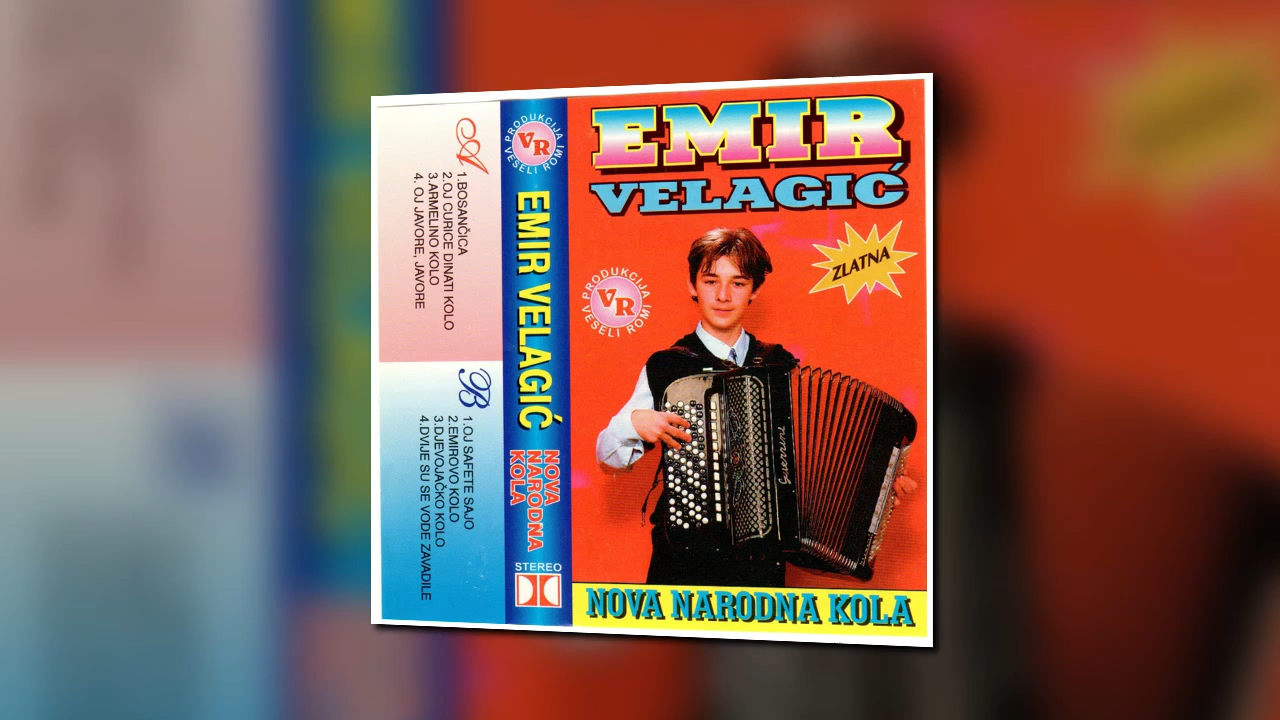 A
1.BOSANČICA
2.OJ CURICE DINATI KOLO
3.ARMELINO KOLO
4. OJ JAVORE, JAVORE
B
1.OJ SAFETE SAJO
2.EMIROVO KOLO
3.DJEVOJAČKO KOLO
4.DVIJE SU SE VODE ZAVADILE
PRODUKCIJA
VR
VESELI ROMI
EMIR VELAGIĆ
NOVA
NARODNA
KOLA
STEREO
EMIR
VELAGIĆ
ZLATNA
PRODUKCIJA
VR
VESELI ROMI
NOVA NARODNA KOLA